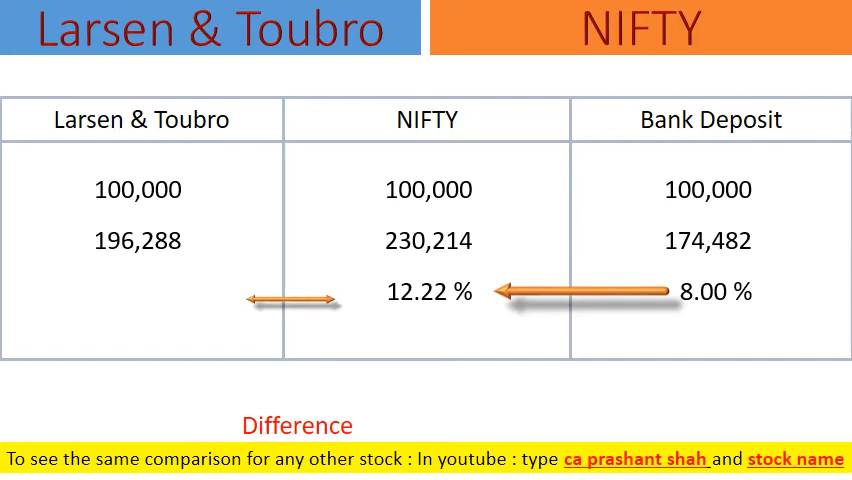 Larsen & Toubro NIFTY
Larsen & Toubro NIFTY Bank Deposit
100,000 100,000 100,000
196,288 230,214 174,482
12.22 % 8.00 %
Difference
To see the same comparison for any other stock : In youtube : type ca prashant shah and stock name